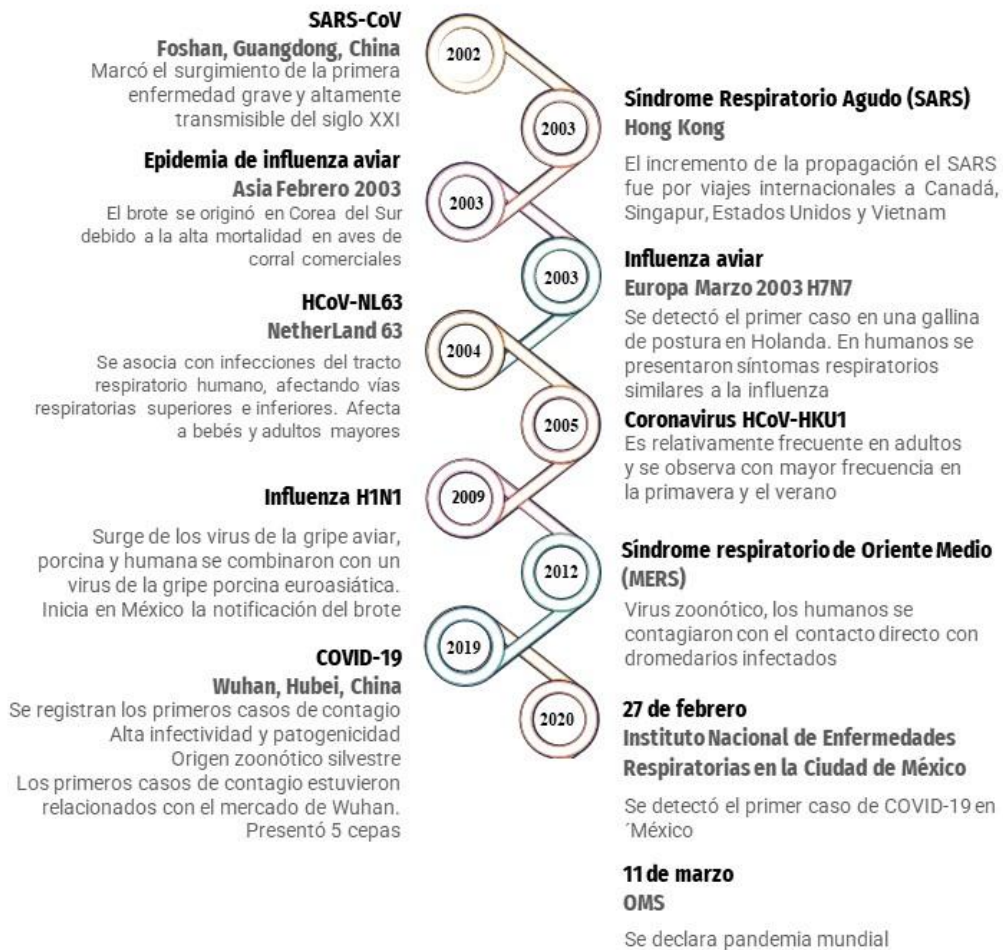 SARS-CoV
Foshan, Guangdong, China
Marcó el surgimiento de la primera
enfermedad grave y altamente
transmisible del siglo XXI
2002
2003
Síndrome Respiratorio Agudo (SARS)
Hong Kong
El incremento de la propagación el SARS
fue por viajes internacionales a Canadá,
Singapur, Estados Unidos y Vietnam
Epidemia de influenza aviar
Asia Febrero 2003
El brote se originó en Corea del Sur
debido a la alta mortalidad en aves de
corral comerciales
2003
2003
Influenza aviar
Europa Marzo 2003 H7N7
Se detectó el primer caso en una gallina
de postura en Holanda. En humanos se
presentaron síntomas respiratorios
similares a la influenza
HCoV-NL63
NetherLand 63
Se asocia con infecciones del tracto
respiratorio humano, afectando vías
respiratorias superiores e inferiores. Afecta
a bebés y adultos mayores
2004
2005
Coronavirus HCoV-HKU1
Es relativamente frecuente en adultos
y se observa con mayor frecuencia en
la primavera y el verano
Influenza H1N1
Surge de los virus de la gripe aviar,
porcina y humana se combinaron con un
virus de la gripe porcina euroasiática.
Inicia en México la notificación del brote
2009
2012
Síndrome respiratorio de Oriente Medio
(MERS)
Virus zoonótico, los humanos se
contagiaron con el contacto directo con
dromedarios infectados
COVID-19
Wuhan, Hubei, China
Se registran los primeros casos de contagio
Alta infectividad y patogenicidad
Origen zoonótico silvestre
Los primeros casos de contagio estuvieron
relacionados con el mercado de Wuhan.
Presentó 5 cepas
2019
2020
27 de febrero
Instituto Nacional de Enfermedades
Respiratorias en la Ciudad de México
Se detectó el primer caso de COVID-19 en
´México
11 de marzo
OMS
Se declara pandemia mundial